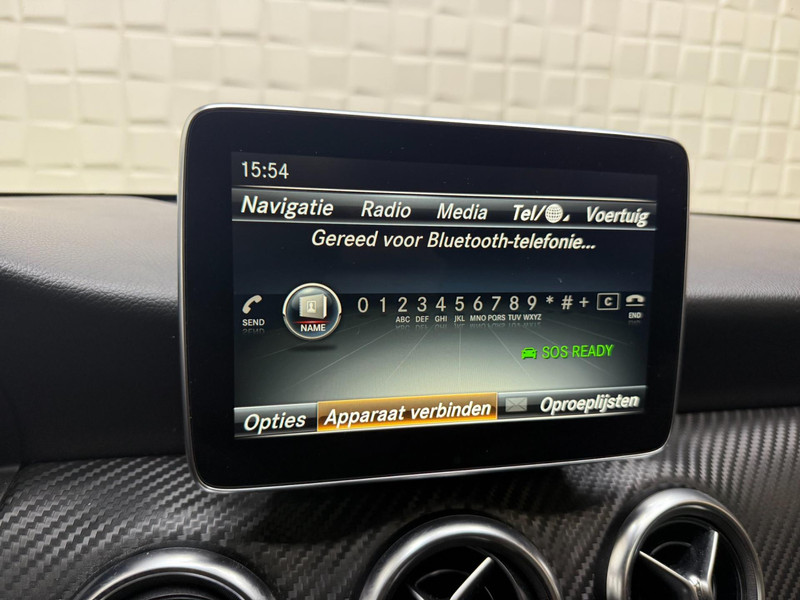 15:54
Navigatie Radio Media Tel/ Voertuig
Gereed voor Bluetooth-telefonie...
SEND NAME 0 1 2 3 4 5 6 7 8 9 * # + C END
ABC DEF GHI JKL MNO PQRS TUV WXYZ
SOS READY
Opties Apparaat verbinden Oproeplijsten